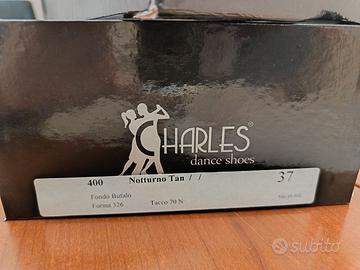 CHARLES®
dance shoes
400 Notturno Tan / / 37
Fondo Bufalo
Forma 326 Tacco 70 N
subito